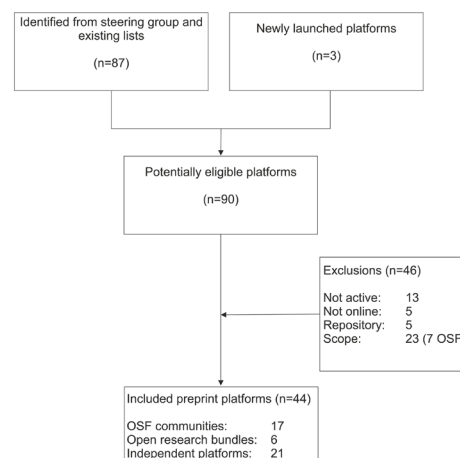 Identified from steering group and
existing lists
(n=87)
Newly launched platforms
(n=3)
Potentially eligible platforms
(n=90)
Exclusions (n=46)
Not active: 13
Not online: 5
Repository: 5
Scope: 23 (7 OSF
Included preprint platforms (n=44)
OSF communities: 17
Open research bundles: 6
Independent platforms: 21